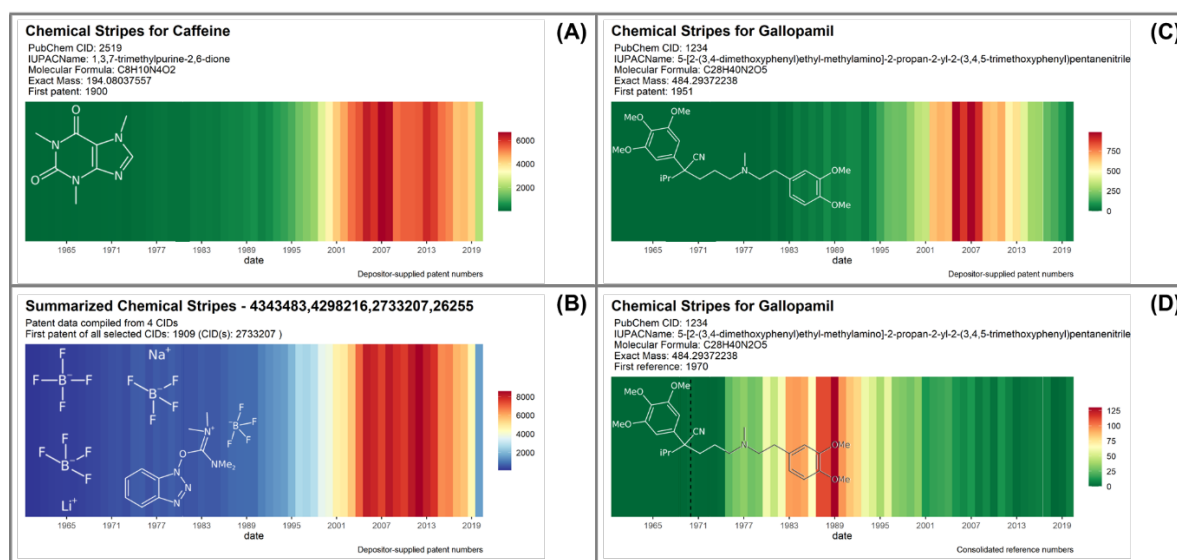 Chemical Stripes for Caffeine
(A)
PubChem CID: 2519
IUPACName: 1,3,7-trimethylpurine-2,6-dione
Molecular Formula: C8H10N4O2
Exact Mass: 194.08037557
First patent: 1900
O
N
N
O
N
N
6000
4000
2000
1965 1971 1977 1983 1989 1995 2001 2007 2013 2019
date
Depositor-supplied patent numbers
Chemical Stripes for Gallopamil
(C)
PubChem CID: 1234
IUPACName: 5-[2-(3,4-dimethoxyphenyl)ethyl-methylamino]-2-propan-2-yl-2-(3,4,5-trimethoxyphenyl)pentanenitrile
Molecular Formula: C28H40N2O5
Exact Mass: 484.29372238
First patent: 1951
OMe
MeO
MeO
CN
iPr
N
OMe
OMe
750
500
250
0
1965 1971 1977 1983 1989 1995 2001 2007 2013 2019
date
Depositor-supplied patent numbers
Summarized Chemical Stripes - 4343483,4298216,2733207,26255
(B)
Patent data compiled from 4 CIDs
First patent of all selected CIDs: 1909 (CID(s): 2733207 )
F
F B⁻ F
F
Na⁺
F
F B⁻ F
F
F
F B⁻ F
F
Li⁺
N⁺
F
B⁻ F
F F
O
NMe₂
N
N
N
8000
6000
4000
2000
1965 1971 1977 1983 1989 1995 2001 2007 2013 2019
date
Depositor-supplied patent numbers
Chemical Stripes for Gallopamil
(D)
PubChem CID: 1234
IUPACName: 5-[2-(3,4-dimethoxyphenyl)ethyl-methylamino]-2-propan-2-yl-2-(3,4,5-trimethoxyphenyl)pentanenitrile
Molecular Formula: C28H40N2O5
Exact Mass: 484.29372238
First reference: 1970
OMe
MeO
MeO
CN
iPr
N
OMe
OMe
125
100
75
50
25
0
1965 1971 1977 1983 1989 1995 2001 2007 2013 2019
date
Consolidated reference numbers